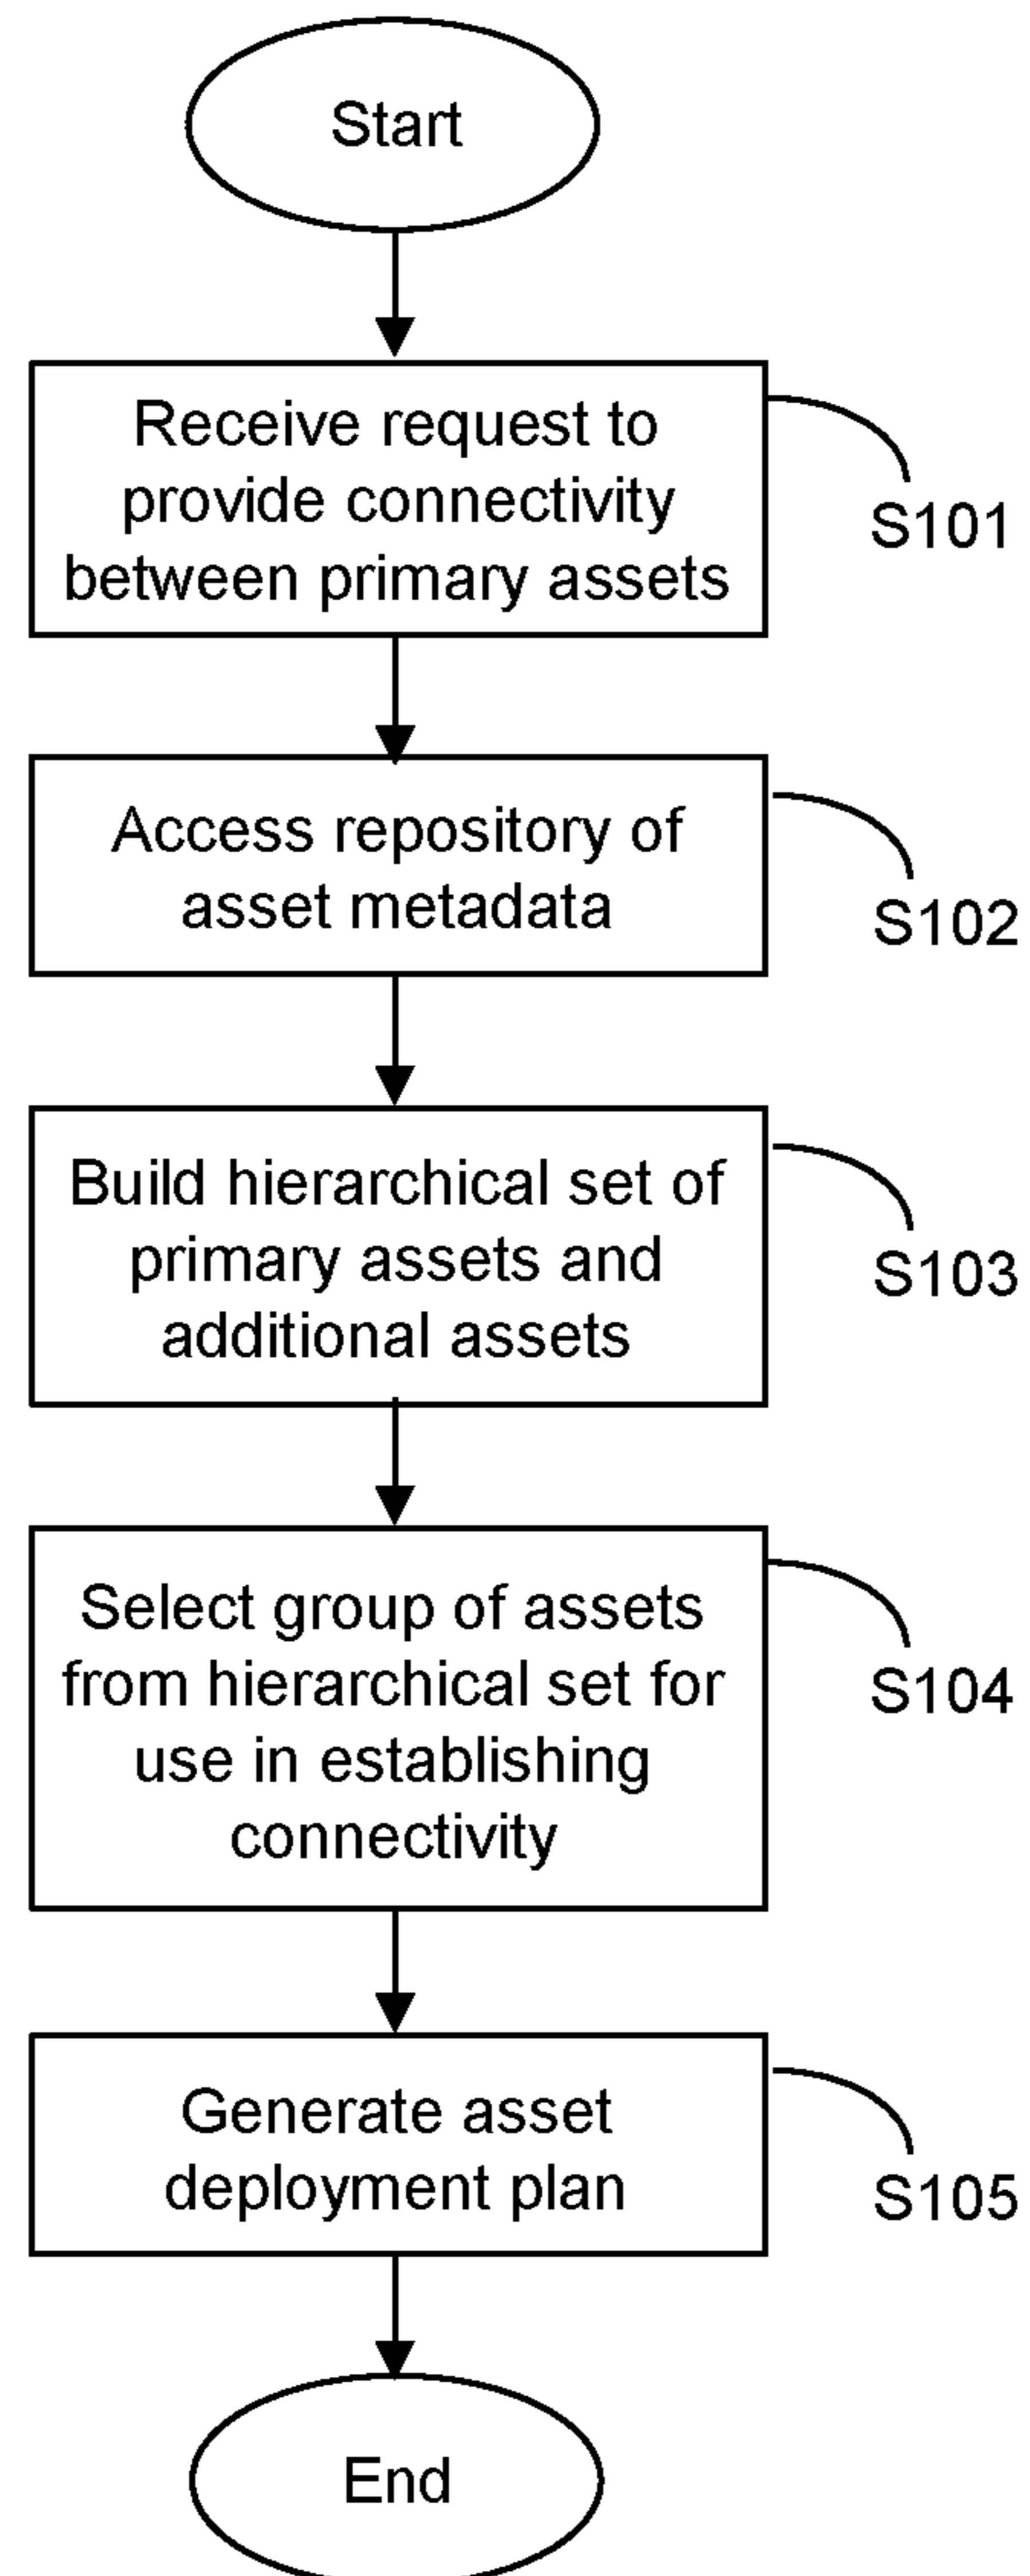 Start
Receive request to
provide connectivity
between primary assets
S101
Access repository of
asset metadata
S102
Build hierarchical set of
primary assets and
additional assets
S103
Select group of assets
from hierarchical set for
use in establishing
connectivity
S104
Generate asset
deployment plan
S105
End